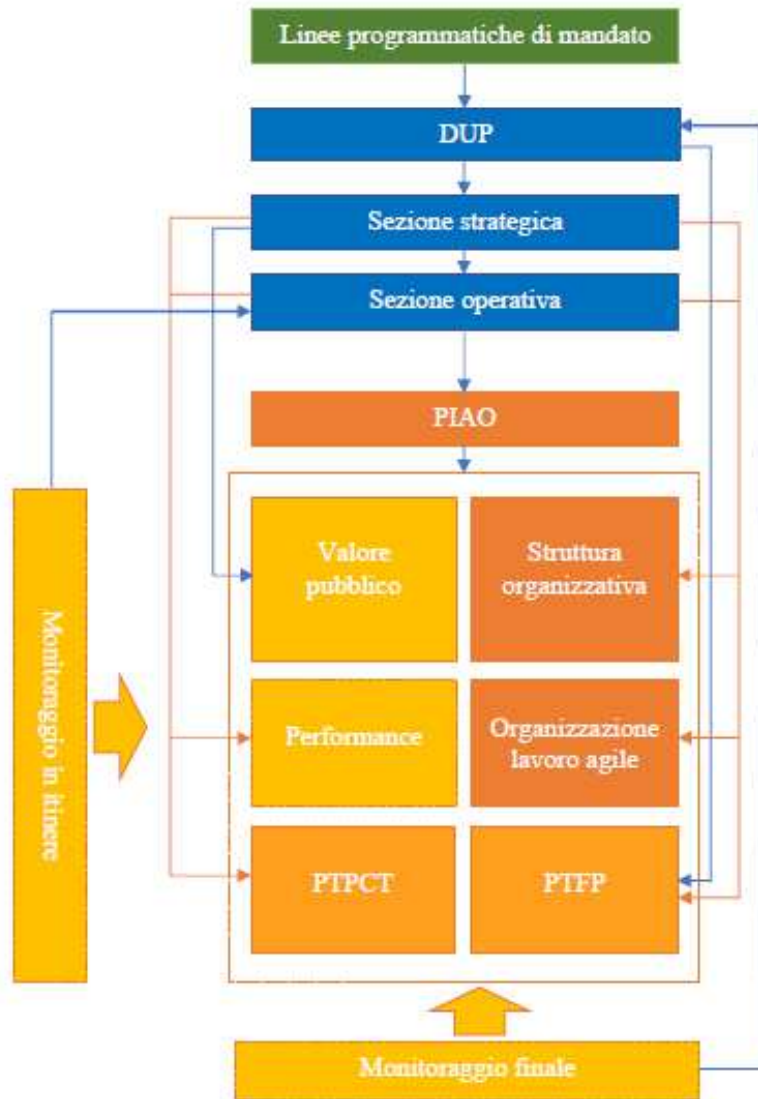 Linee programmatiche di mandato
DUP
Sezione strategica
Sezione operativa
PIAO
Valore
pubblico
Struttura
organizzativa
Monitoraggio in itinere
Performance
Organizzazione
lavoro agile
PTPCT
PTFP
Monitoraggio finale